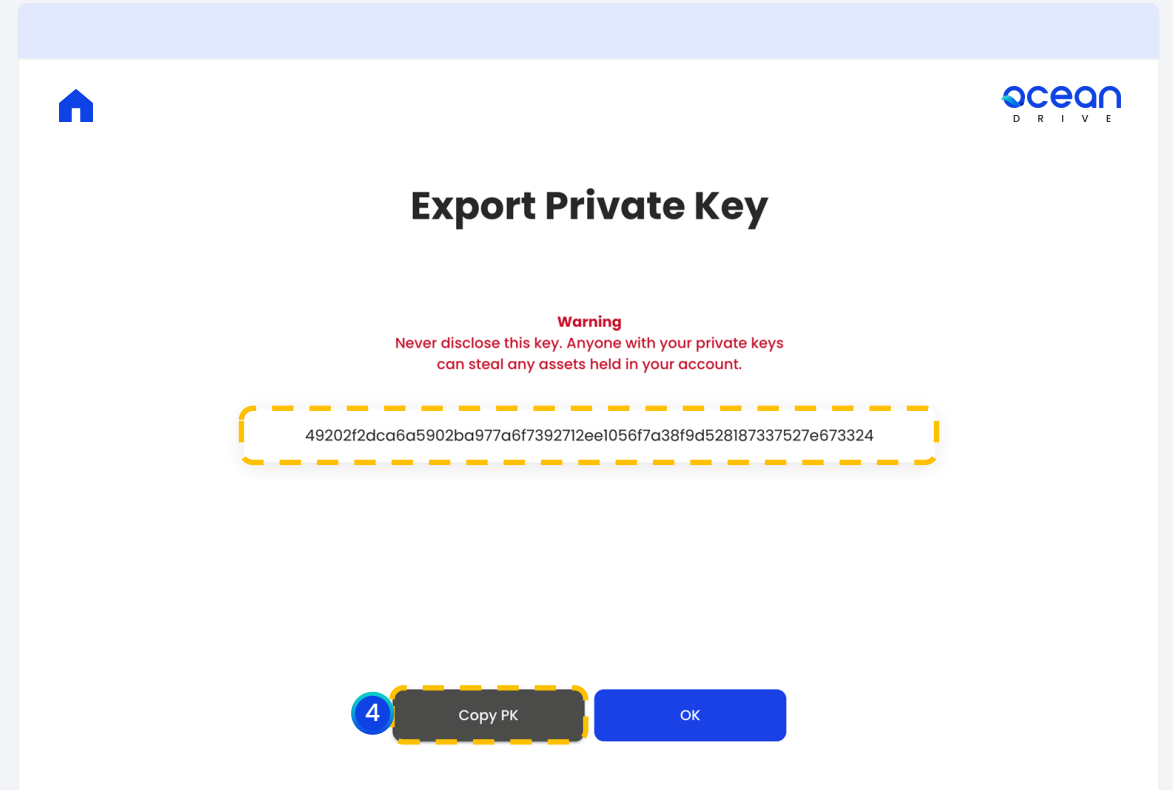 ocean
DRIVE
Export Private Key
Warning
Never disclose this key. Anyone with your private keys
can steal any assets held in your account.
49202f2dca6a5902ba977a6f7392712ee1056f7a38f9d528187337527e673324
4
Copy PK
OK